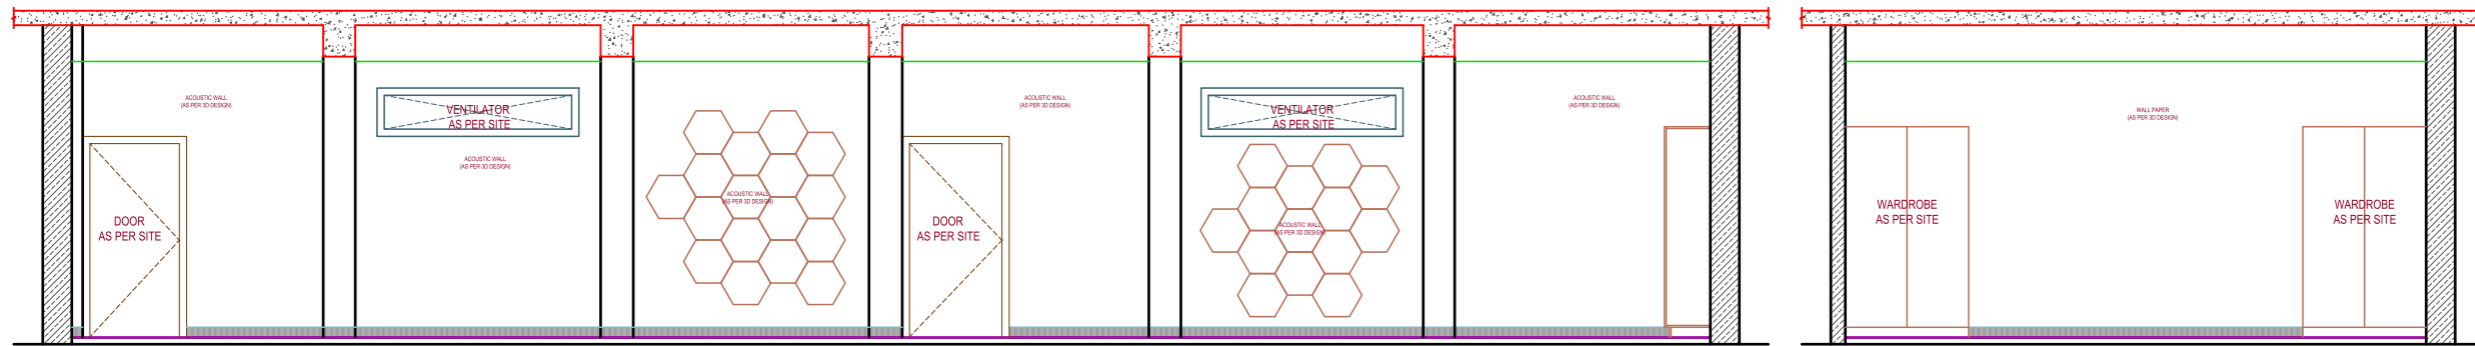 ACOUSTIC WALL
(AS PER 3D DESIGN)
DOOR
AS PER SITE
VENTILATOR
AS PER SITE
ACOUSTIC WALL
(AS PER 3D DESIGN)
ACOUSTIC WALL
(AS PER 3D DESIGN)
ACOUSTIC WALL
(AS PER 3D DESIGN)
DOOR
AS PER SITE
VENTILATOR
AS PER SITE
ACOUSTIC WALL
(AS PER 3D DESIGN)
ACOUSTIC WALL
(AS PER 3D DESIGN)
WALL PAPER
(AS PER 3D DESIGN)
WARDROBE
AS PER SITE
WARDROBE
AS PER SITE